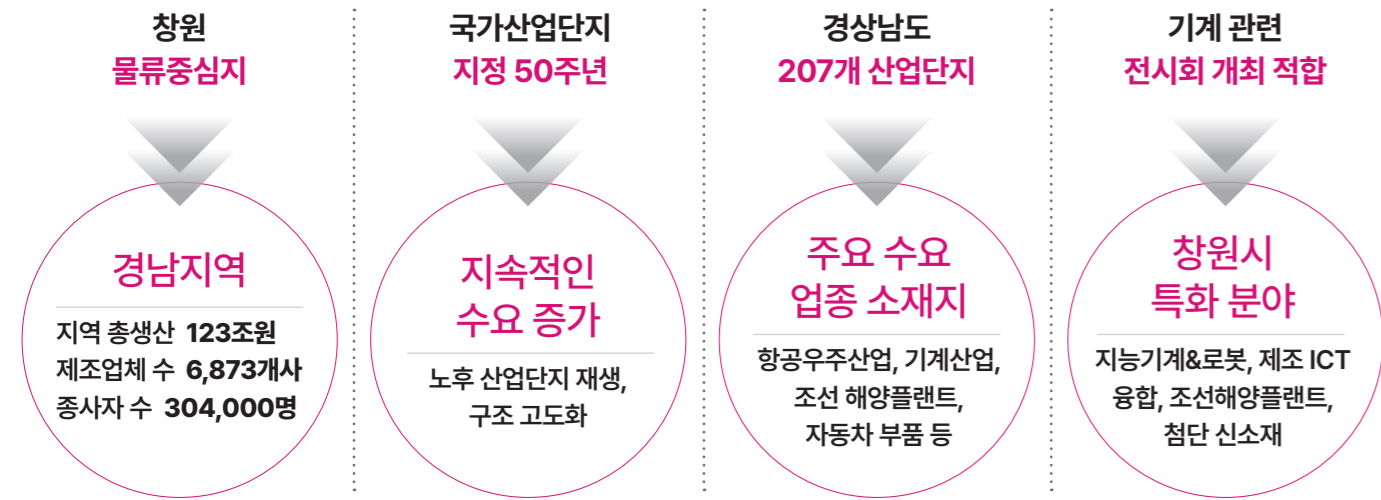 창원
물류중심지
경남지역
지역 총생산 123조원
제조업체 수 6,873개사
종사자 수 304,000명
국가산업단지
지정 50주년
지속적인
수요 증가
노후 산업단지 재생,
구조 고도화
경상남도
207개 산업단지
주요 수요
업종 소재지
항공우주산업, 기계산업,
조선 해양플랜트,
자동차 부품 등
기계 관련
전시회 개최 적합
창원시
특화 분야
지능기계&로봇, 제조 ICT
융합, 조선해양플랜트,
첨단 신소재